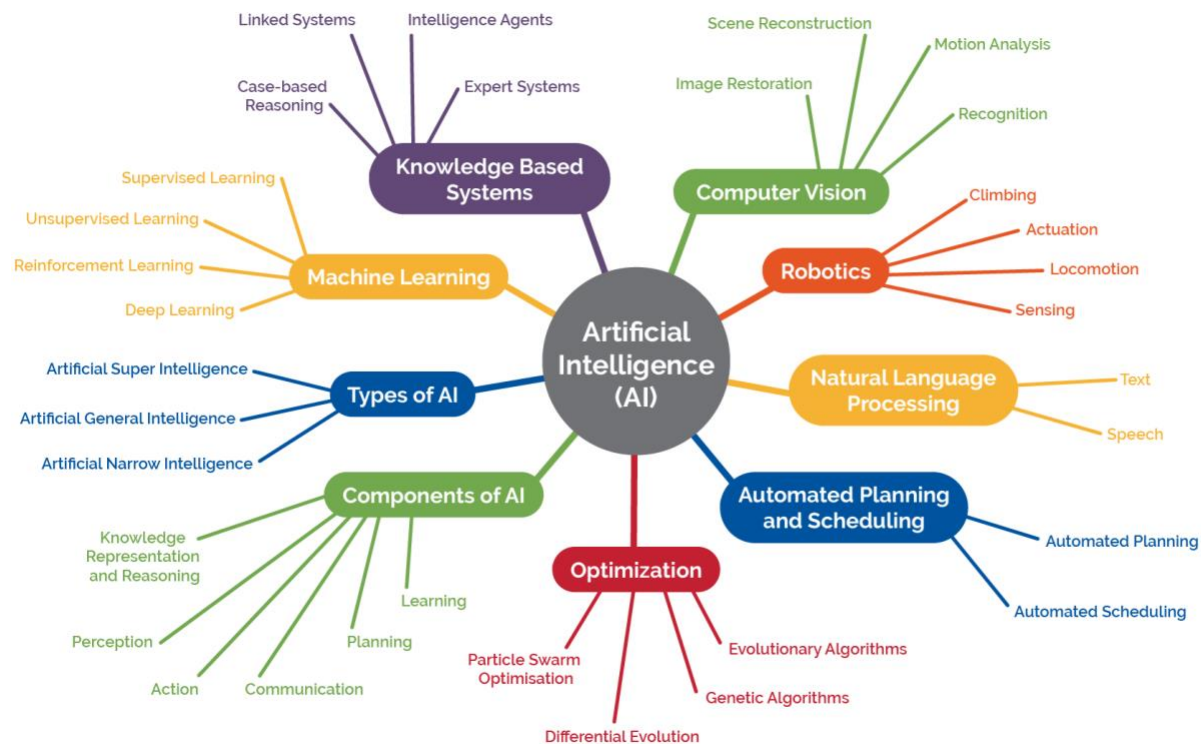 Artificial
Intelligence
(AI)
Knowledge Based
Systems
Linked Systems
Intelligence Agents
Case-based
Reasoning
Expert Systems
Computer Vision
Scene Reconstruction
Motion Analysis
Image Restoration
Recognition
Robotics
Climbing
Actuation
Locomotion
Sensing
Natural Language
Processing
Text
Speech
Automated Planning
and Scheduling
Automated Planning
Automated Scheduling
Optimization
Evolutionary Algorithms
Genetic Algorithms
Differential Evolution
Particle Swarm
Optimisation
Components of AI
Learning
Planning
Communication
Action
Perception
Knowledge
Representation
and Reasoning
Types of AI
Artificial Super Intelligence
Artificial General Intelligence
Artificial Narrow Intelligence
Machine Learning
Supervised Learning
Unsupervised Learning
Reinforcement Learning
Deep Learning